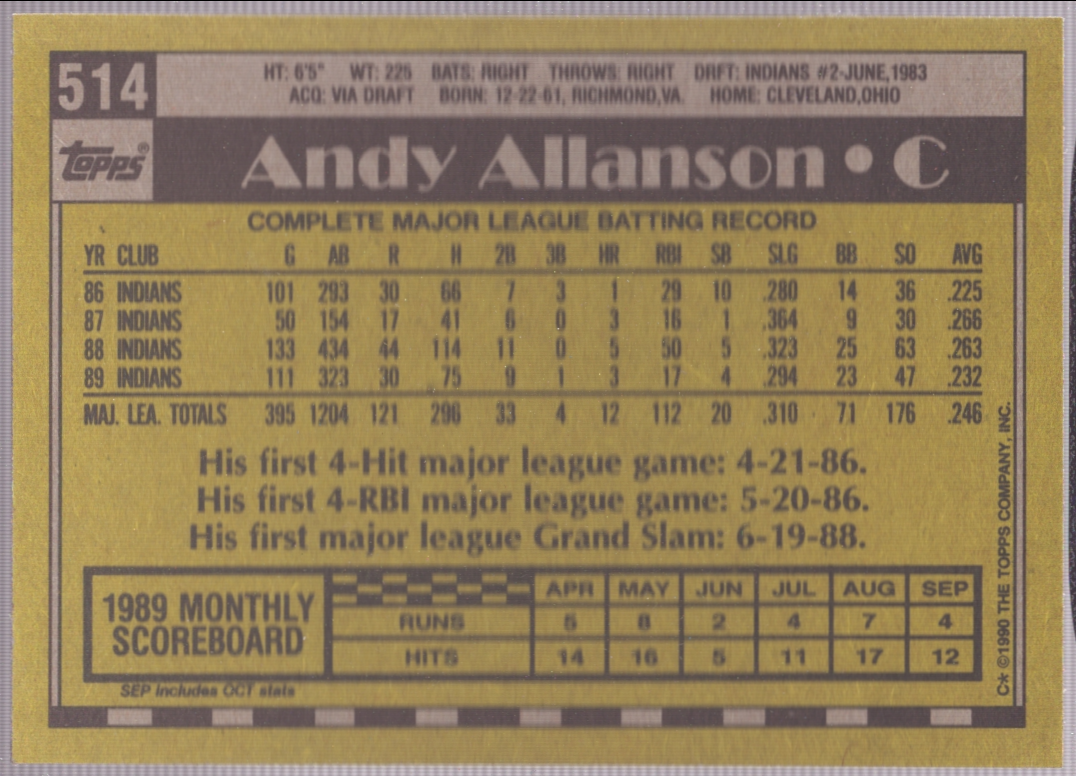 514
HT: 6'5" WT: 225 BATS: RIGHT THROWS: RIGHT DRFT: INDIANS #2-JUNE,1983
ACQ: VIA DRAFT BORN: 12-22-61, RICHMOND,VA. HOME: CLEVELAND,OHIO
Topps®
Andy Allanson • C
COMPLETE MAJOR LEAGUE BATTING RECORD
YR CLUB G AB R H 2B 3B HR RBI SB SLG BB SO AVG
86 INDIANS 101 293 30 66 7 3 1 29 10 .280 14 36 .225
87 INDIANS 50 154 17 41 6 0 3 16 1 .364 9 30 .266
88 INDIANS 133 434 44 114 11 0 5 50 5 .323 25 63 .263
89 INDIANS 111 323 30 75 9 1 3 17 4 .294 23 47 .232
MAJ. LEA. TOTALS 395 1204 121 296 33 4 12 112 20 .310 71 176 .246
His first 4-Hit major league game: 4-21-86.
His first 4-RBI major league game: 5-20-86.
His first major league Grand Slam: 6-19-88.
1989 MONTHLY
SCOREBOARD
APR MAY JUN JUL AUG SEP
RUNS 5 8 2 4 7 4
HITS 14 16 5 11 17 12
SEP includes OCT stats
C* ©1990 THE TOPPS COMPANY, INC.